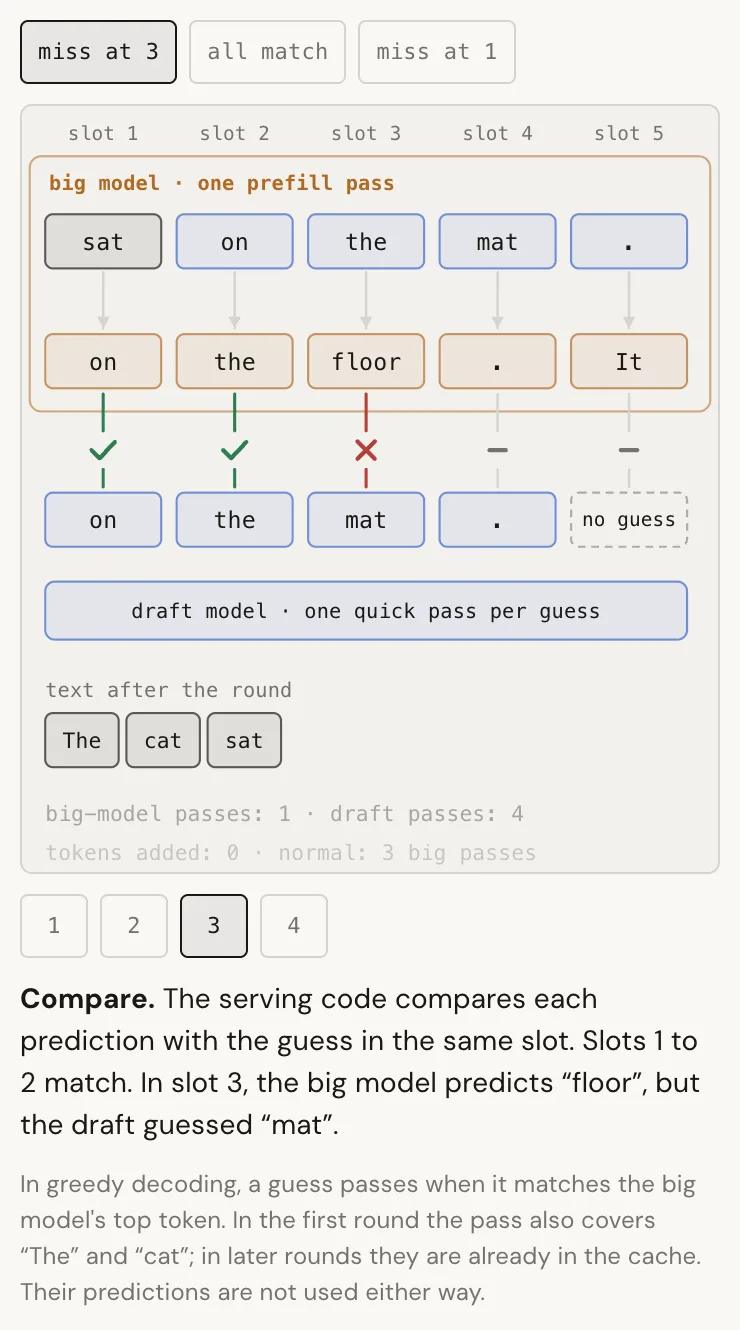 miss at 3 all match miss at 1
slot 1 slot 2 slot 3 slot 4 slot 5
big model · one prefill pass
sat on the mat .
on the floor . It
on the mat . no guess
draft model · one quick pass per guess
text after the round
The cat sat
big-model passes: 1 · draft passes: 4
tokens added: 0 · normal: 3 big passes
1 2 3 4
Compare. The serving code compares each
prediction with the guess in the same slot. Slots 1 to
2 match. In slot 3, the big model predicts “floor”, but
the draft guessed “mat”.
In greedy decoding, a guess passes when it matches the big
model's top token. In the first round the pass also covers
“The” and “cat”; in later rounds they are already in the cache.
Their predictions are not used either way.